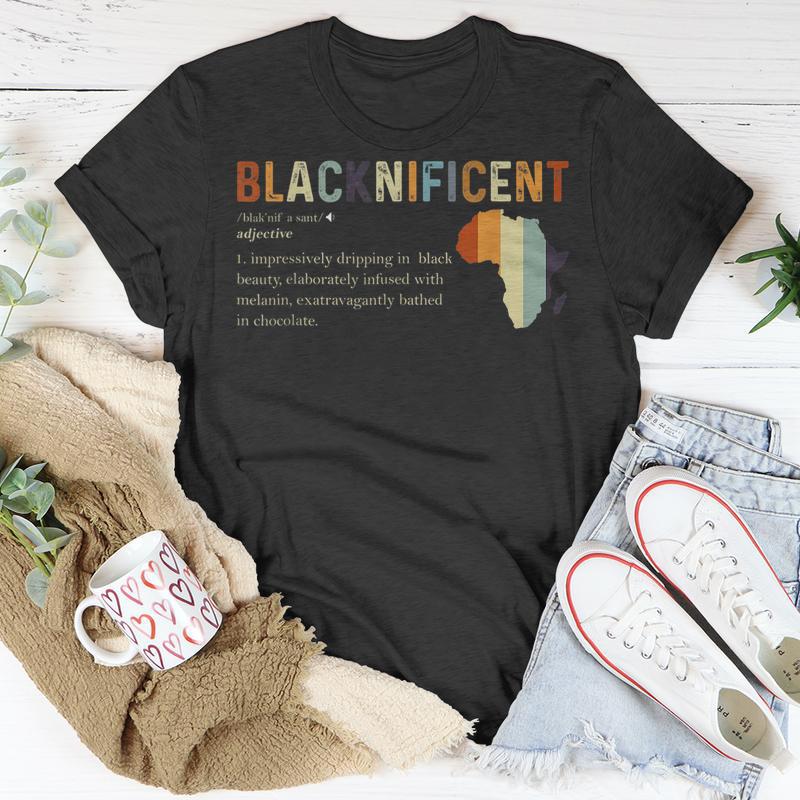 BLACKNIFICENT
/blak'nif a sant/
adjective
1. impressively dripping in black
beauty, elaborately infused with
melanin, exatravagantly bathed
in chocolate.